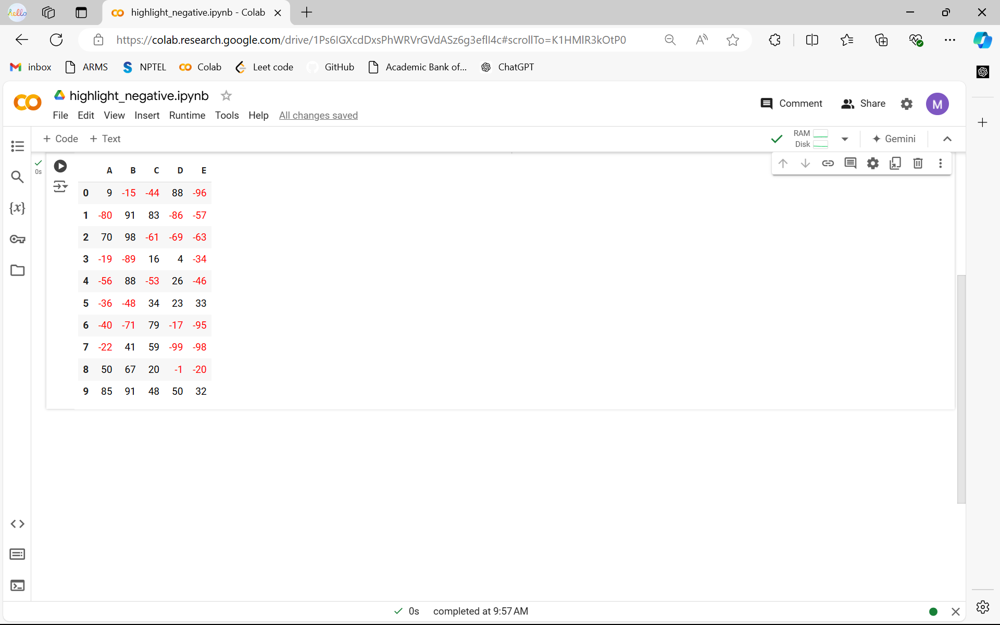 hello
highlight_negative.ipynb - Colab
https://colab.research.google.com/drive/1Ps6IGXcdDxsPhWRVrGVdASz6g3eflI4c#scrollTo=K1HMlR3kOtP0
inbox ARMS NPTEL Colab Leet code GitHub Academic Bank of... ChatGPT
highlight_negative.ipynb
Comment Share M
File Edit View Insert Runtime Tools Help All changes saved
+ Code + Text RAM Disk Gemini
0s
A B C D E
0 9 -15 -44 88 -96
1 -80 91 83 -86 -57
2 70 98 -61 -69 -63
3 -19 -89 16 4 -34
4 -56 88 -53 26 -46
5 -36 -48 34 23 33
6 -40 -71 79 -17 -95
7 -22 41 59 -99 -98
8 50 67 20 -1 -20
9 85 91 48 50 32
{x}
0s completed at 9:57 AM